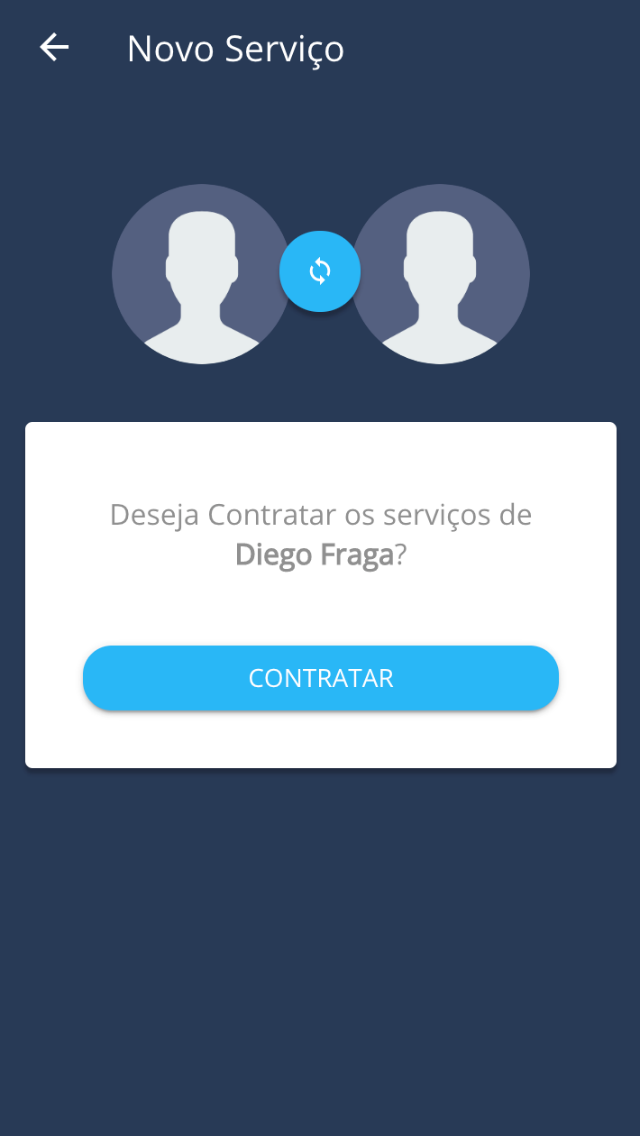 Novo Serviço
Deseja Contratar os serviços de
Diego Fraga?
CONTRATAR